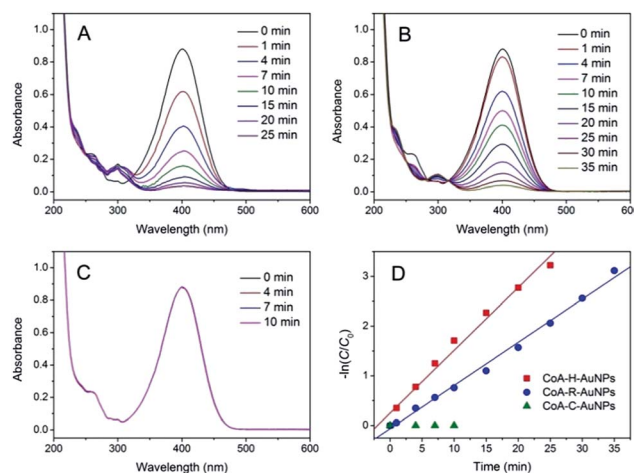 A
0 min
1 min
4 min
7 min
10 min
15 min
20 min
25 min
Absorbance
1.0
0.8
0.6
0.4
0.2
0.0
200 300 400 500 600
Wavelength (nm)
B
0 min
1 min
4 min
7 min
10 min
15 min
20 min
25 min
30 min
35 min
Absorbance
1.0
0.8
0.6
0.4
0.2
0.0
200 300 400 500 600
Wavelength (nm)
C
0 min
4 min
7 min
10 min
Absorbance
1.0
0.8
0.6
0.4
0.2
0.0
200 300 400 500 600
Wavelength (nm)
D
-ln(C/C0)
3
2
1
0
CoA-H-AuNPs
CoA-R-AuNPs
CoA-C-AuNPs
0 5 10 15 20 25 30 35
Time (min)